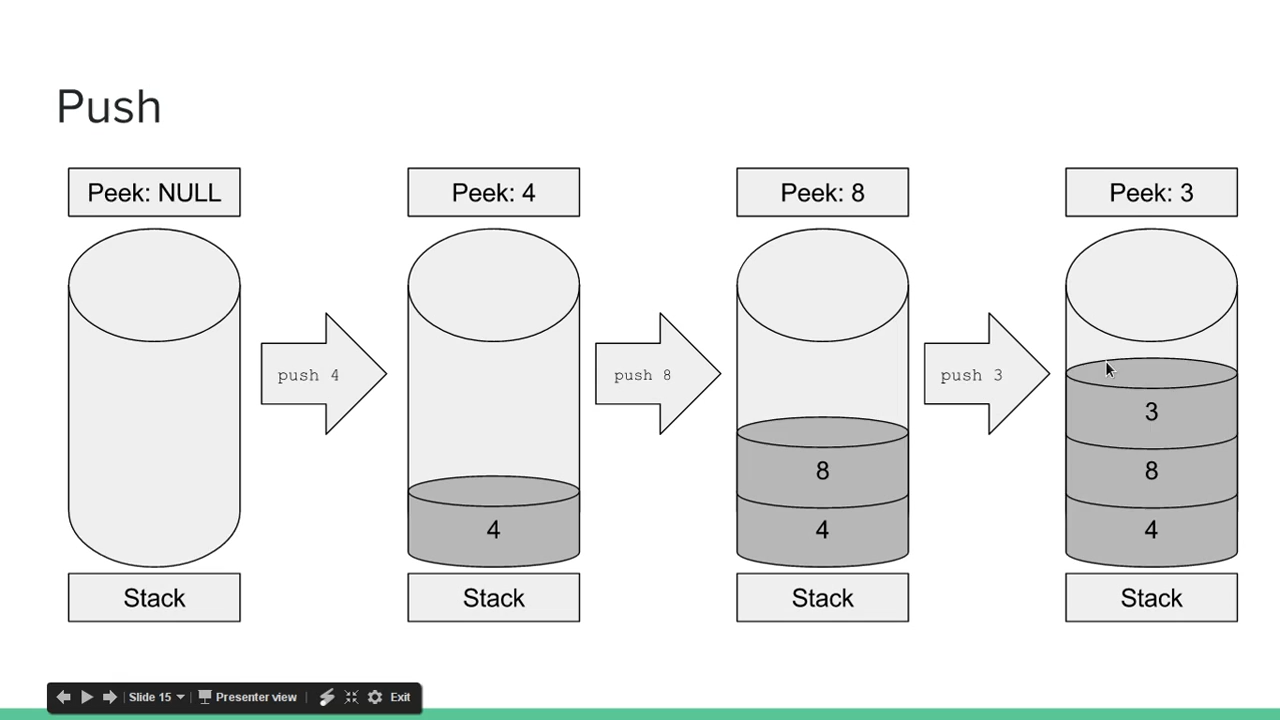 Push
Peek: NULL
Peek: 4
Peek: 8
Peek: 3
push 4
push 8
push 3
3
8
8
4
4
4
Stack
Stack
Stack
Stack
Slide 15
Presenter view
Exit